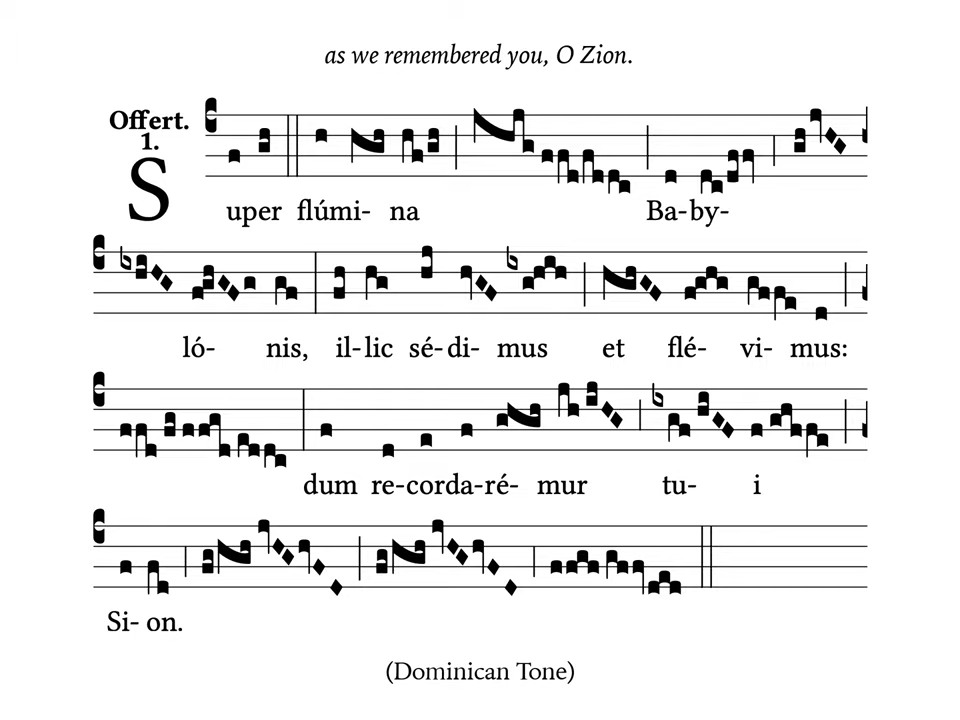 as we remembered you, O Zion.
Offert.
1.
Super flúmi- na Ba-by-
ló- nis, il-lic sé-di- mus et flé- vi- mus:
dum re-corda-ré- mur tu- i
Si- on.
(Dominican Tone)